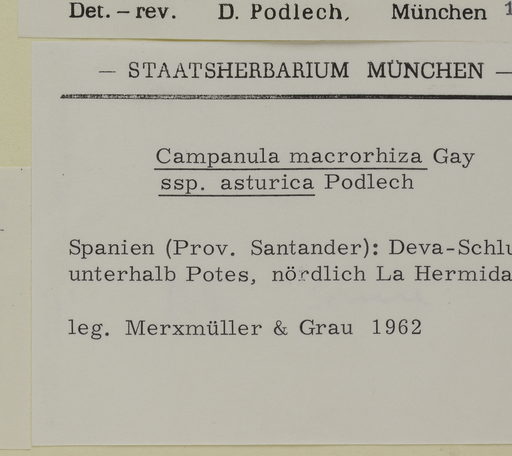 Det. – rev. D. Podlech, München 1
— STAATSHERBARIUM MÜNCHEN —
Campanula macrorhiza Gay
ssp. asturica Podlech
Spanien (Prov. Santander): Deva-Schlu
unterhalb Potes, nördlich La Hermida
leg. Merxmüller & Grau 1962